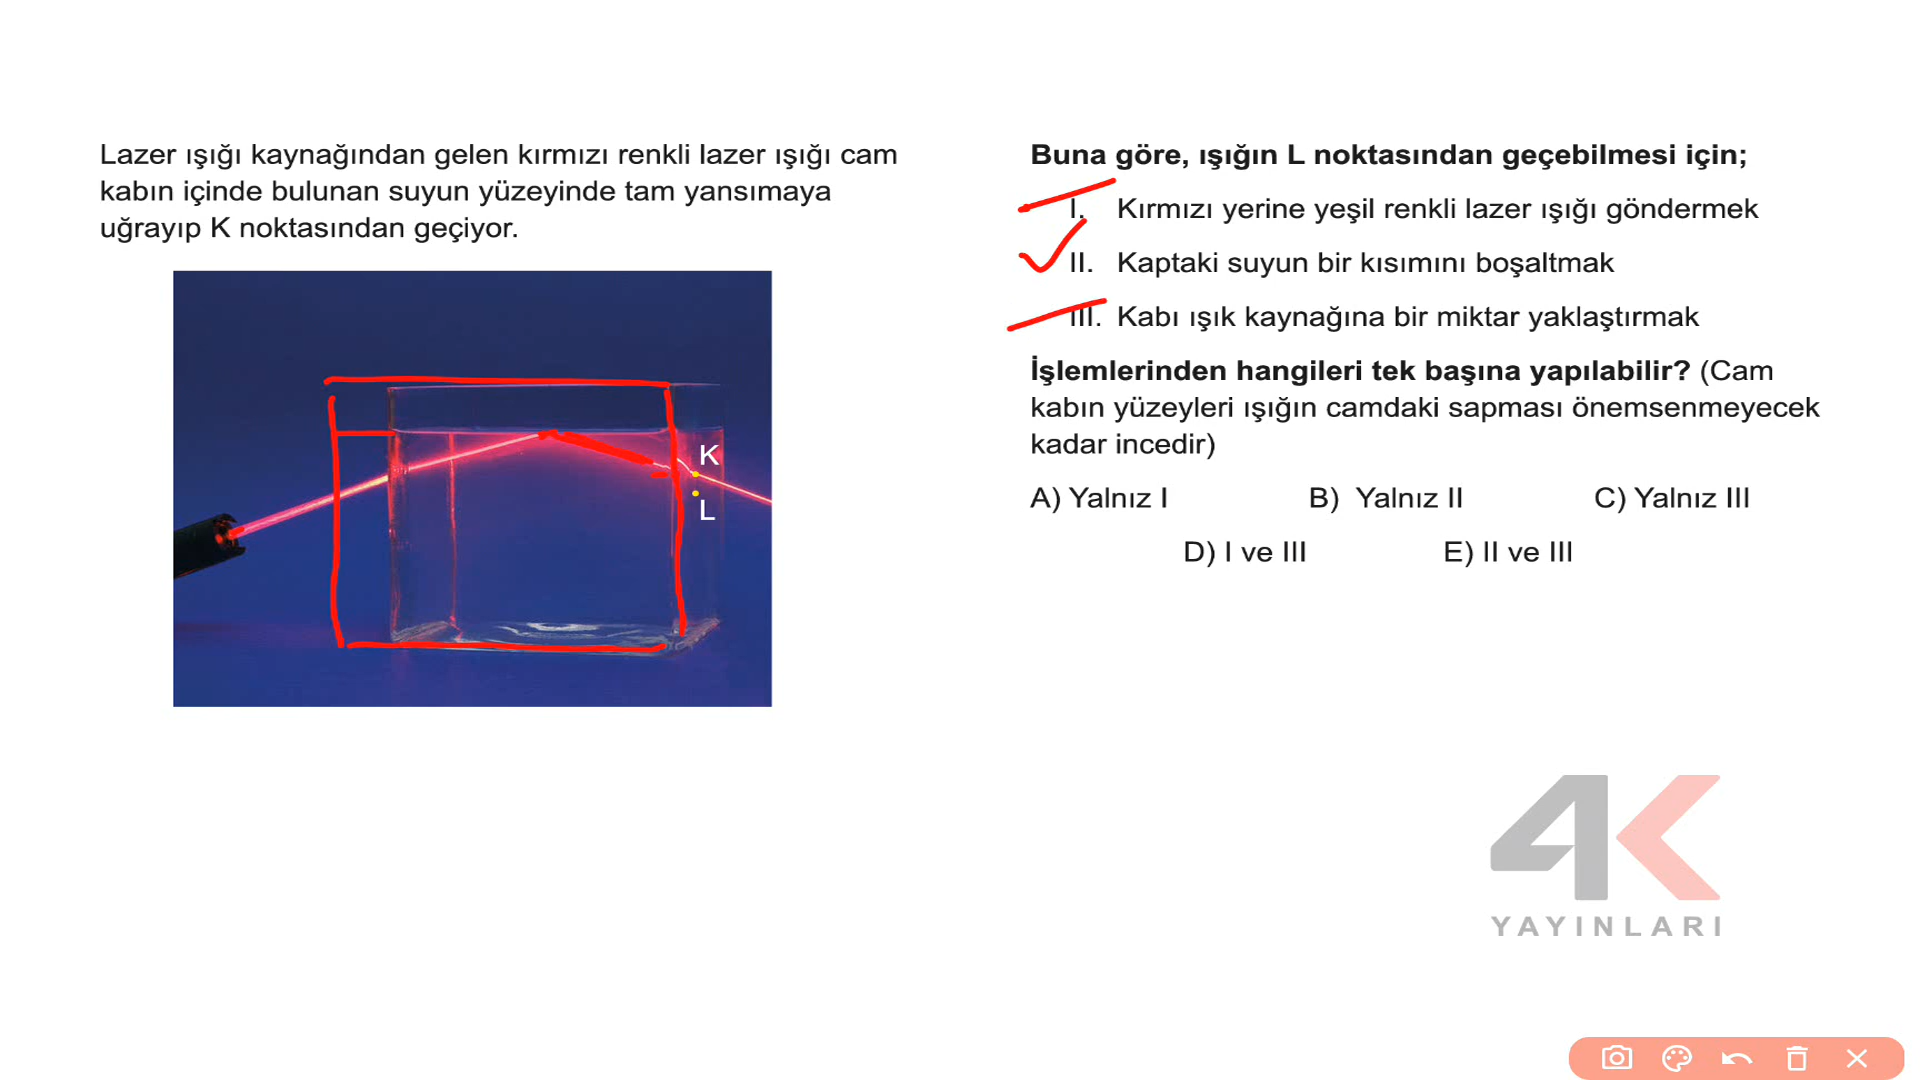 Lazer ışığı kaynağından gelen kırmızı renkli lazer ışığı cam
kabın içinde bulunan suyun yüzeyinde tam yansımaya
uğrayıp K noktasından geçiyor.
K
L
Buna göre, ışığın L noktasından geçebilmesi için;
I. Kırmızı yerine yeşil renkli lazer ışığı göndermek
II. Kaptaki suyun bir kısımını boşaltmak
III. Kabı ışık kaynağına bir miktar yaklaştırmak
İşlemlerinden hangileri tek başına yapılabilir? (Cam
kabın yüzeyleri ışığın camdaki sapması önemsenmeyecek
kadar incedir)
A) Yalnız I B) Yalnız II C) Yalnız III
D) I ve III E) II ve III
4K
YAYINLARI